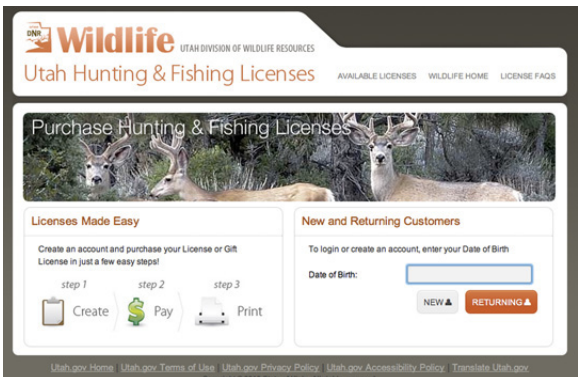 DNR
Wildlife UTAH DIVISION OF WILDLIFE RESOURCES
Utah Hunting & Fishing Licenses
AVAILABLE LICENSES WILDLIFE HOME LICENSE FAQS
Purchase Hunting & Fishing Licenses
Licenses Made Easy
Create an account and purchase your License or Gift
License in just a few easy steps!
step 1 step 2 step 3
Create Pay Print
New and Returning Customers
To login or create an account, enter your Date of Birth
Date of Birth:
NEW RETURNING
Utah.gov Home | Utah.gov Terms of Use | Utah.gov Privacy Policy | Utah.gov Accessibility Policy | Translate Utah.gov